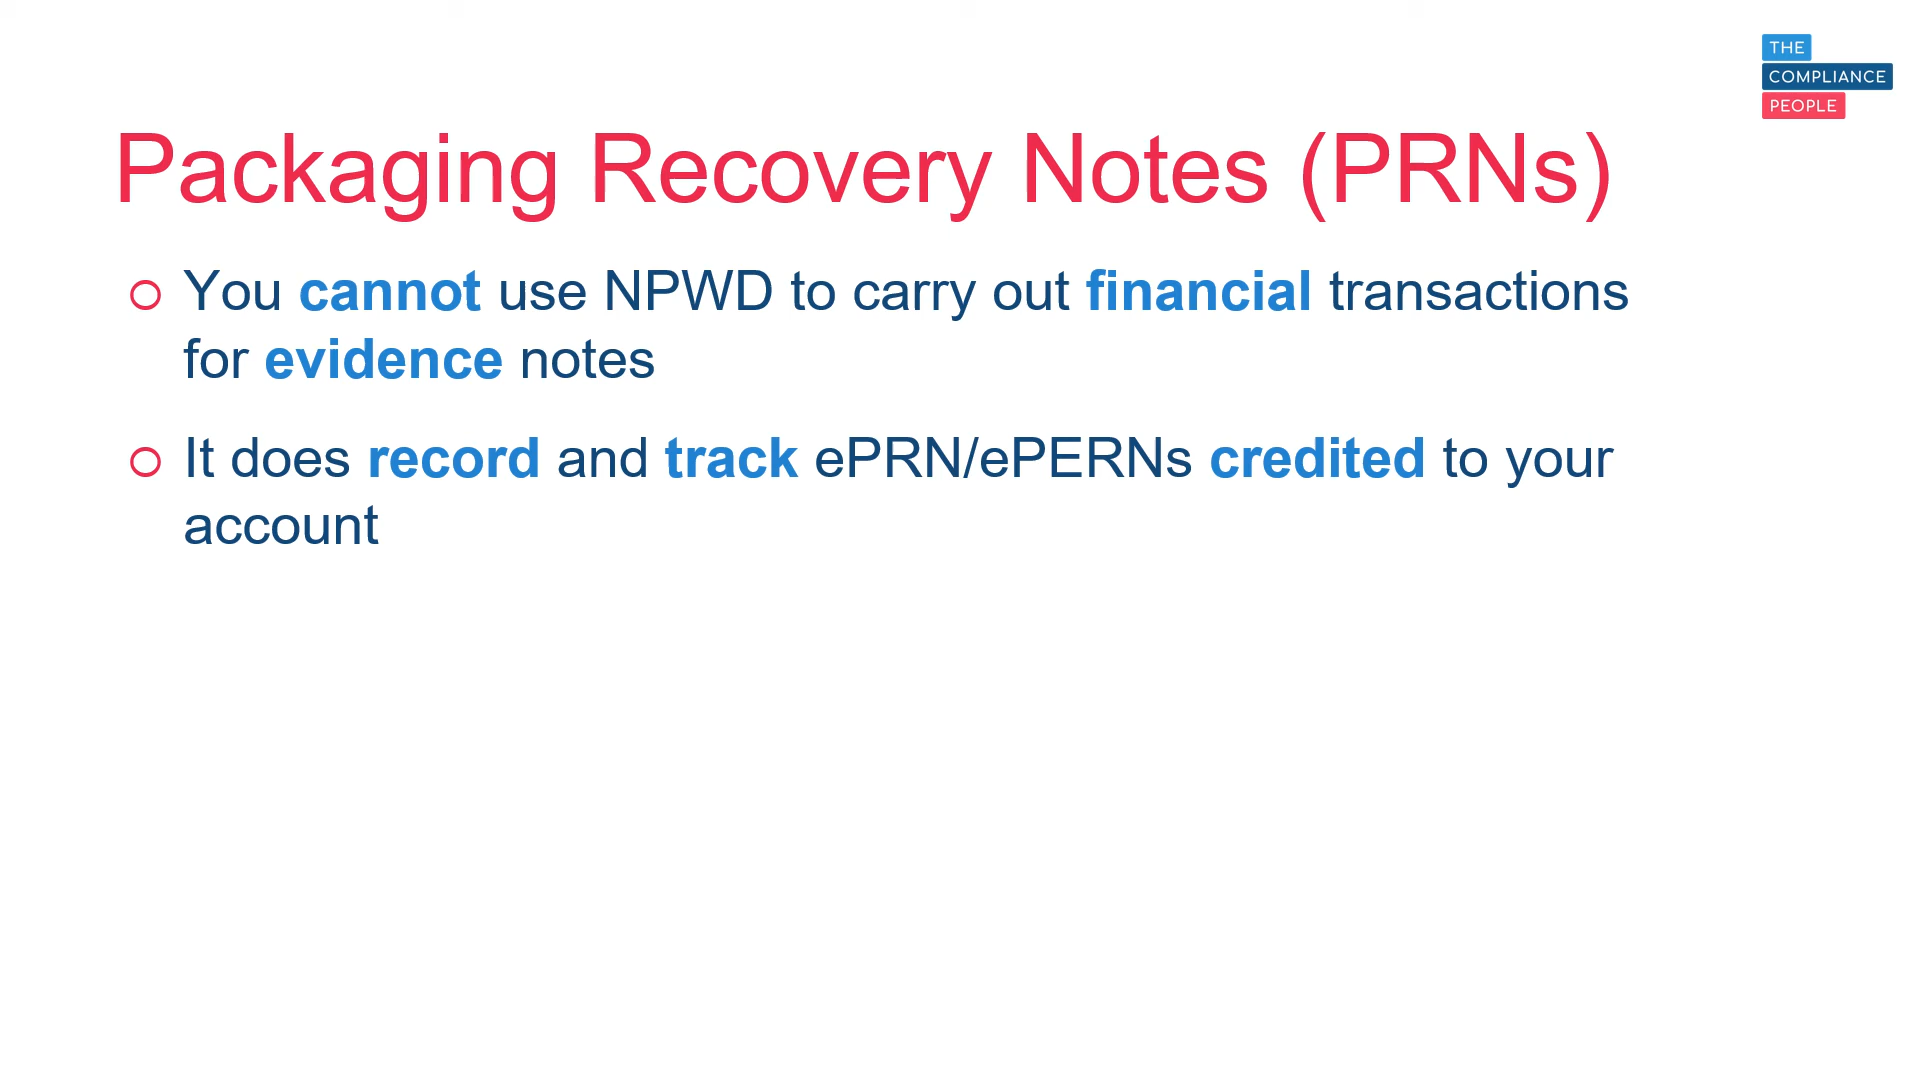 THE
COMPLIANCE
PEOPLE
Packaging Recovery Notes (PRNs)
You cannot use NPWD to carry out financial transactions
for evidence notes
It does record and track ePRN/ePERNs credited to your
account